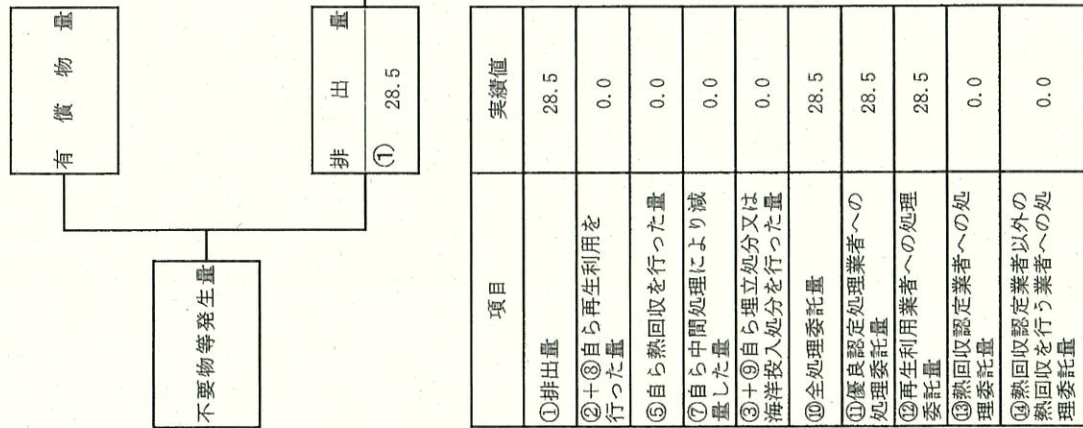 不要物等発生量
有償物量
排出量
① 28.5
項目 実績値
①排出量 28.5
②+⑧自ら再生利用を
行った量 0.0
⑤自ら熱回収を行った量 0.0
⑦自ら中間処理により減
量した量 0.0
③+⑨自ら埋立処分又は
海洋投入処分を行った量 0.0
⑩全処理委託量 28.5
⑪優良認定処理業者への
処理委託量 28.5
⑫再生利用業者への処理
委託量 28.5
⑬熱回収認定業者への処
理委託量 0.0
⑭熱回収認定業者以外の
熱回収を行う業者への処
理委託量 0.0